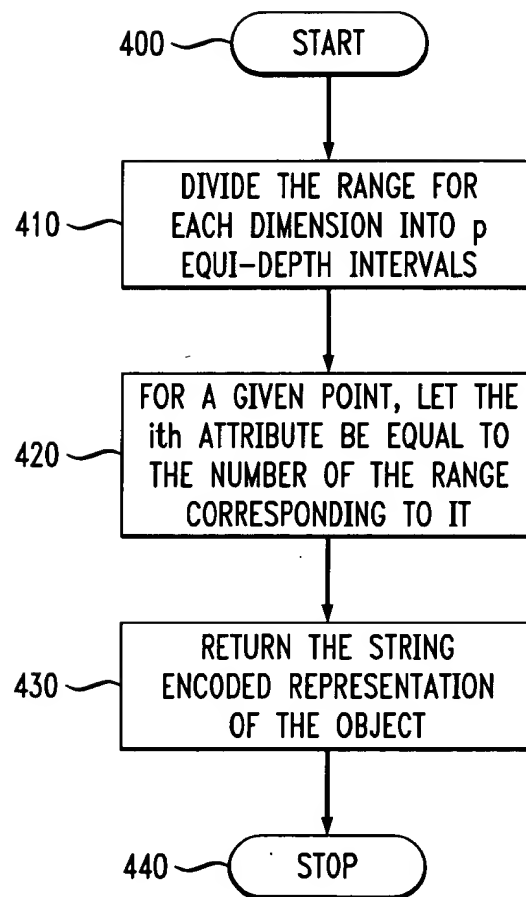 400
START
410
DIVIDE THE RANGE FOR
EACH DIMENSION INTO p
EQUI-DEPTH INTERVALS
420
FOR A GIVEN POINT, LET THE
ith ATTRIBUTE BE EQUAL TO
THE NUMBER OF THE RANGE
CORRESPONDING TO IT
430
RETURN THE STRING
ENCODED REPRESENTATION
OF THE OBJECT
440
STOP